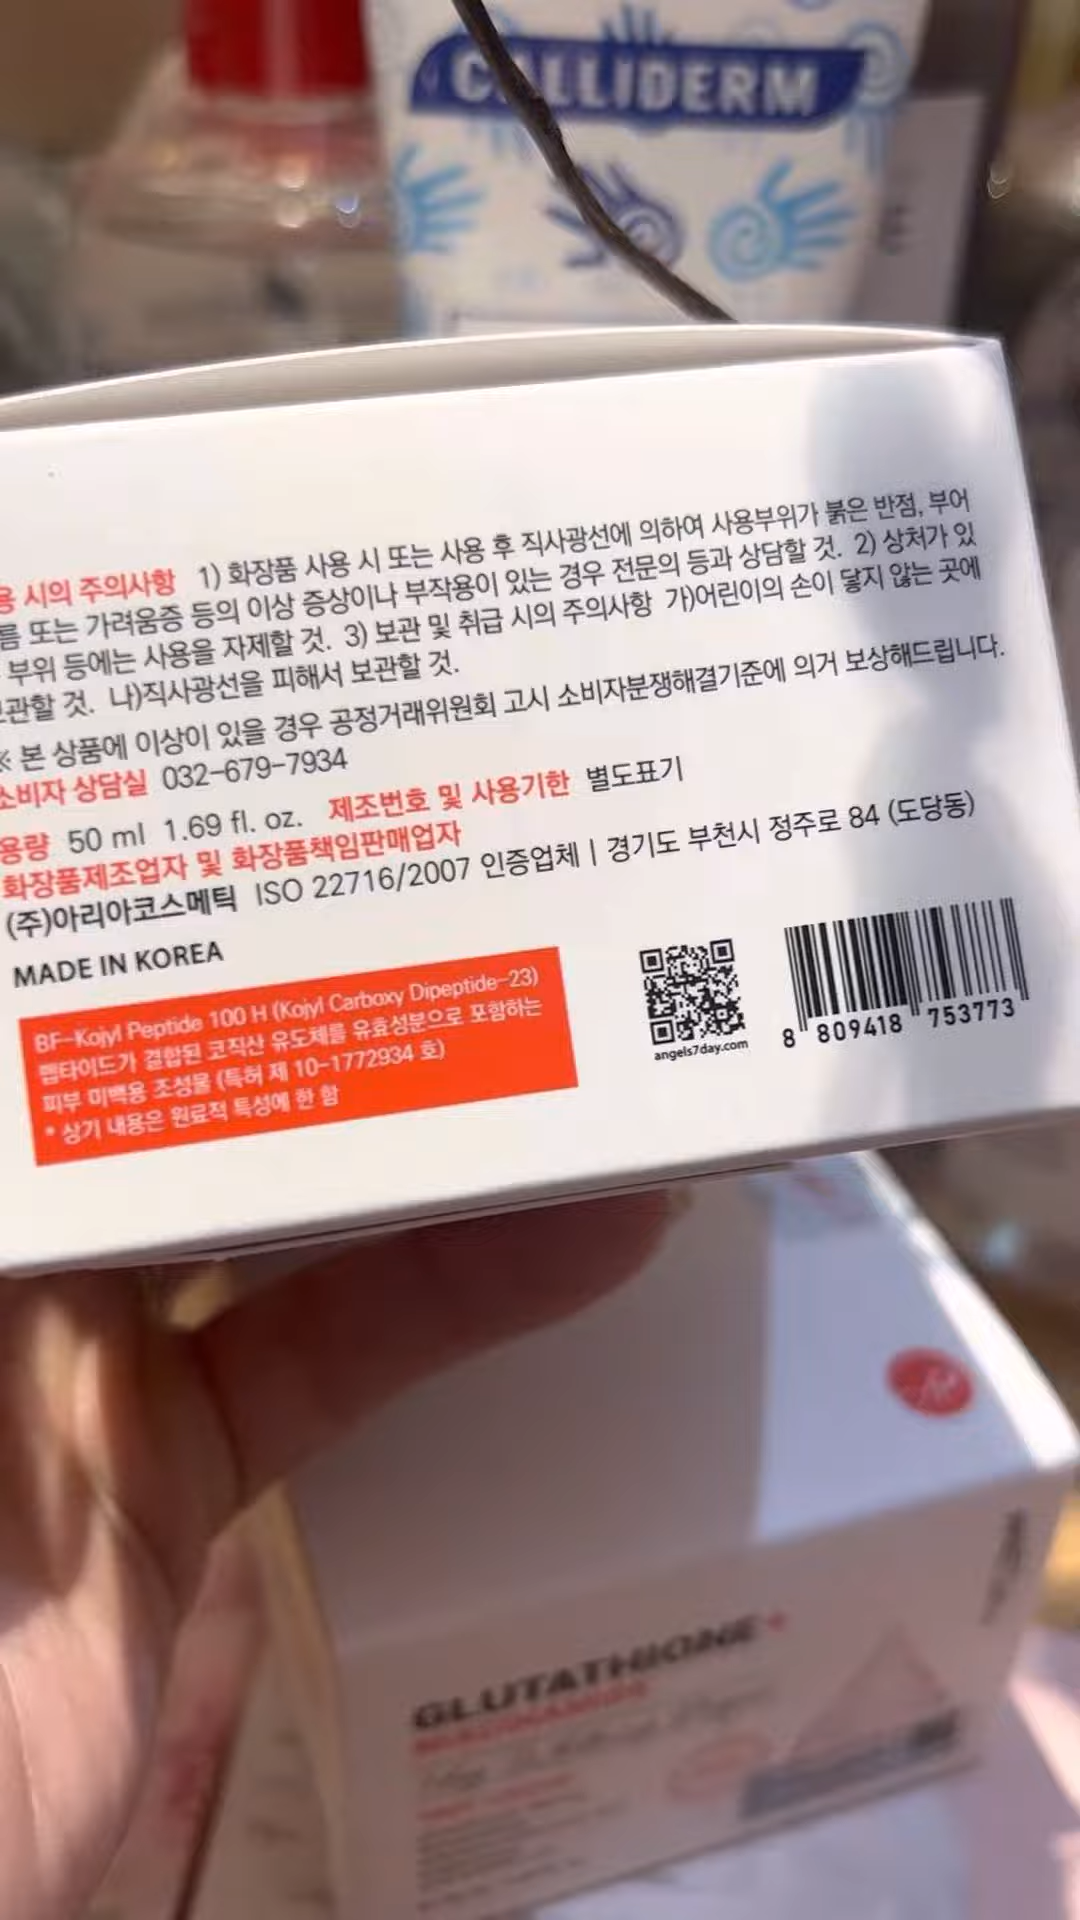 CALLIDERM
시의 주의사항 1) 화장품 사용 시 또는 사용 후 직사광선에 의하여 사용부위가 붉은 반점, 부어
름 또는 가려움증 등의 이상 증상이나 부작용이 있는 경우 전문의 등과 상담할 것. 2) 상처가 있
부위 등에는 사용을 자제할 것. 3) 보관 및 취급 시의 주의사항 가)어린이의 손이 닿지 않는 곳에
보관할 것. 나)직사광선을 피해서 보관할 것.
※ 본 상품에 이상이 있을 경우 공정거래위원회 고시 소비자분쟁해결기준에 의거 보상해드립니다.
소비자 상담실 032-679-7934
용량 50 ml 1.69 fl. oz. 제조번호 및 사용기한 별도표기
화장품제조업자 및 화장품책임판매업자
(주)아리아코스메틱 ISO 22716/2007 인증업체 | 경기도 부천시 정주로 84 (도당동)
MADE IN KOREA
BF-Kojyl Peptide 100 H (Kojyl Carboxy Dipeptide-23)
펩타이드가 결합된 코직산 유도체를 유효성분으로 포함하는
피부 미백용 조성물 (특허 제 10-1772934 호)
* 상기 내용은 원료적 특성에 한 함
angels7day.com
8 809418 753773
GLUTATHIONE+